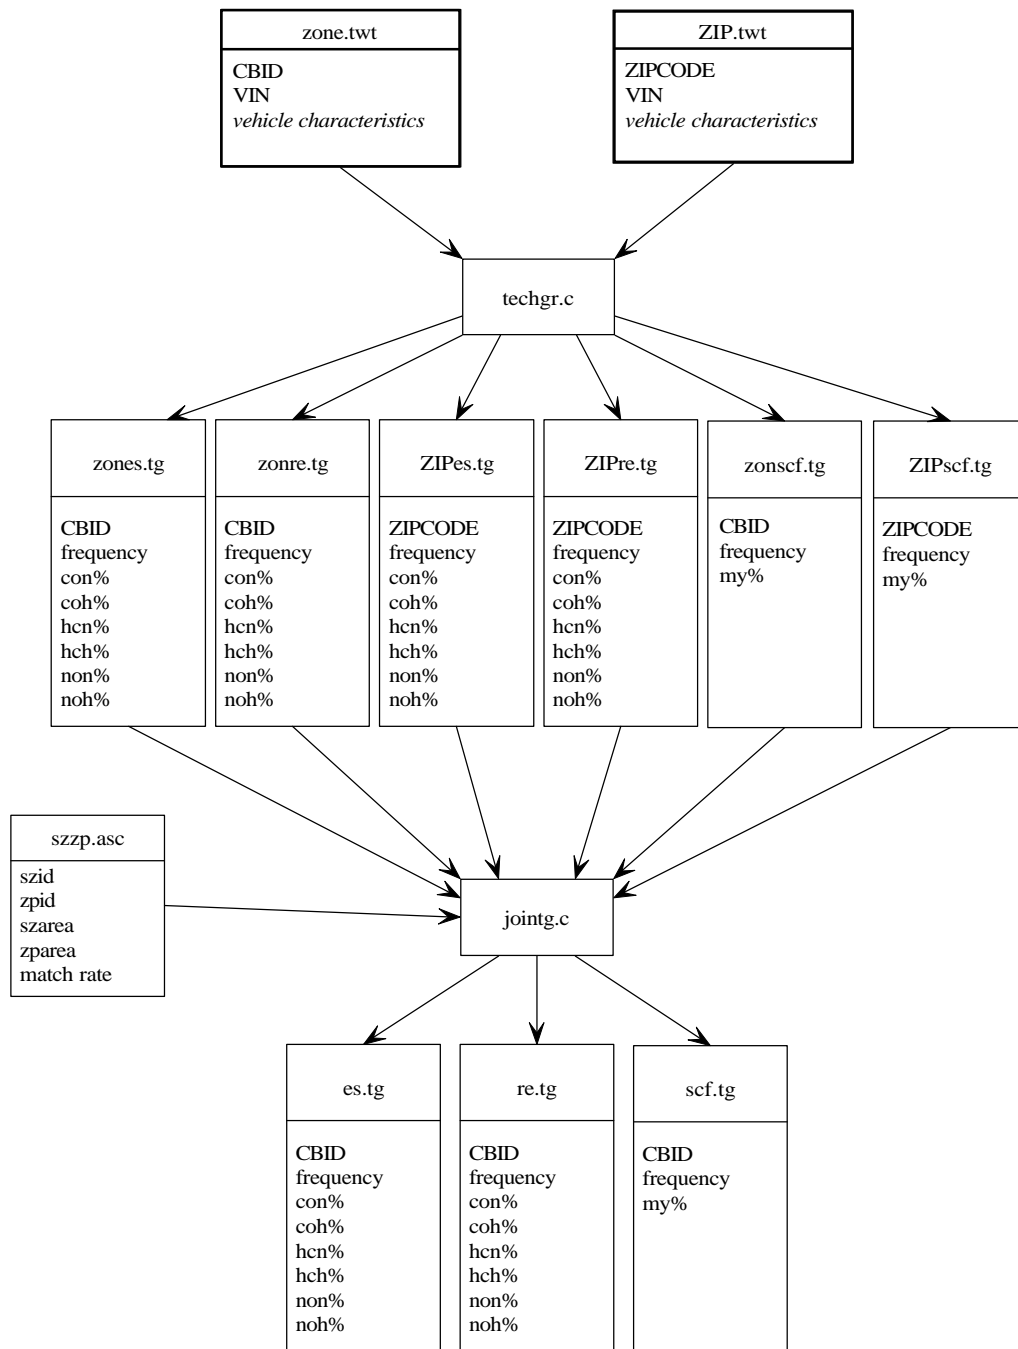 zone.twt
CBID
VIN
vehicle characteristics
ZIP.twt
ZIPCODE
VIN
vehicle characteristics
techgr.c
zones.tg
CBID
frequency
con%
coh%
hcn%
hch%
non%
noh%
zonre.tg
CBID
frequency
con%
coh%
hcn%
hch%
non%
noh%
ZIPes.tg
ZIPCODE
frequency
con%
coh%
hcn%
hch%
non%
noh%
ZIPre.tg
ZIPCODE
frequency
con%
coh%
hcn%
hch%
non%
noh%
zonscf.tg
CBID
frequency
my%
ZIPscf.tg
ZIPCODE
frequency
my%
szzp.asc
szid
zpid
szarea
zparea
match rate
jointg.c
es.tg
CBID
frequency
con%
coh%
hcn%
hch%
non%
noh%
re.tg
CBID
frequency
con%
coh%
hcn%
hch%
non%
noh%
scf.tg
CBID
frequency
my%